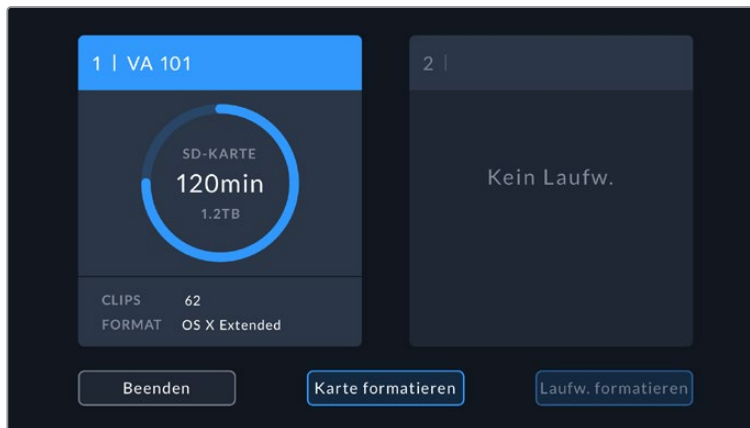 1 | VA 101
SD-KARTE
120min
1.2TB
CLIPS 62
FORMAT OS X Extended
2 |
Kein Laufw.
Beenden
Karte formatieren
Laufw. formatieren